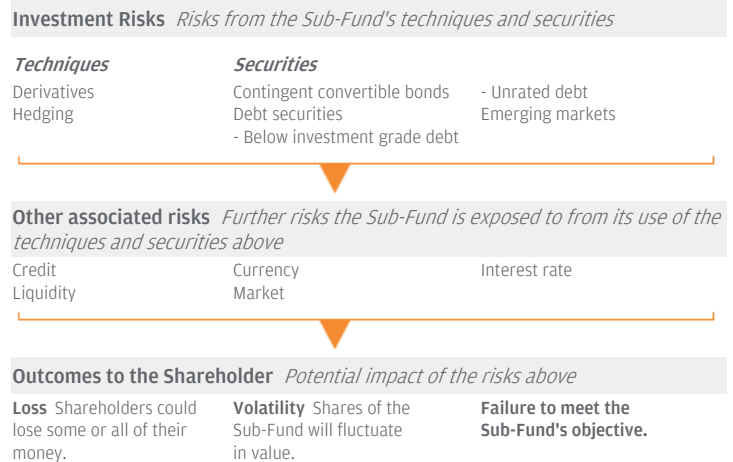 Investment Risks Risks from the Sub-Fund's techniques and securities
Techniques
Derivatives
Hedging
Securities
Contingent convertible bonds
Debt securities
- Below investment grade debt
- Unrated debt
Emerging markets
Other associated risks Further risks the Sub-Fund is exposed to from its use of the
techniques and securities above
Credit
Liquidity
Currency
Market
Interest rate
Outcomes to the Shareholder Potential impact of the risks above
Loss Shareholders could
lose some or all of their
money.
Volatility Shares of the
Sub-Fund will fluctuate
in value.
Failure to meet the
Sub-Fund's objective.